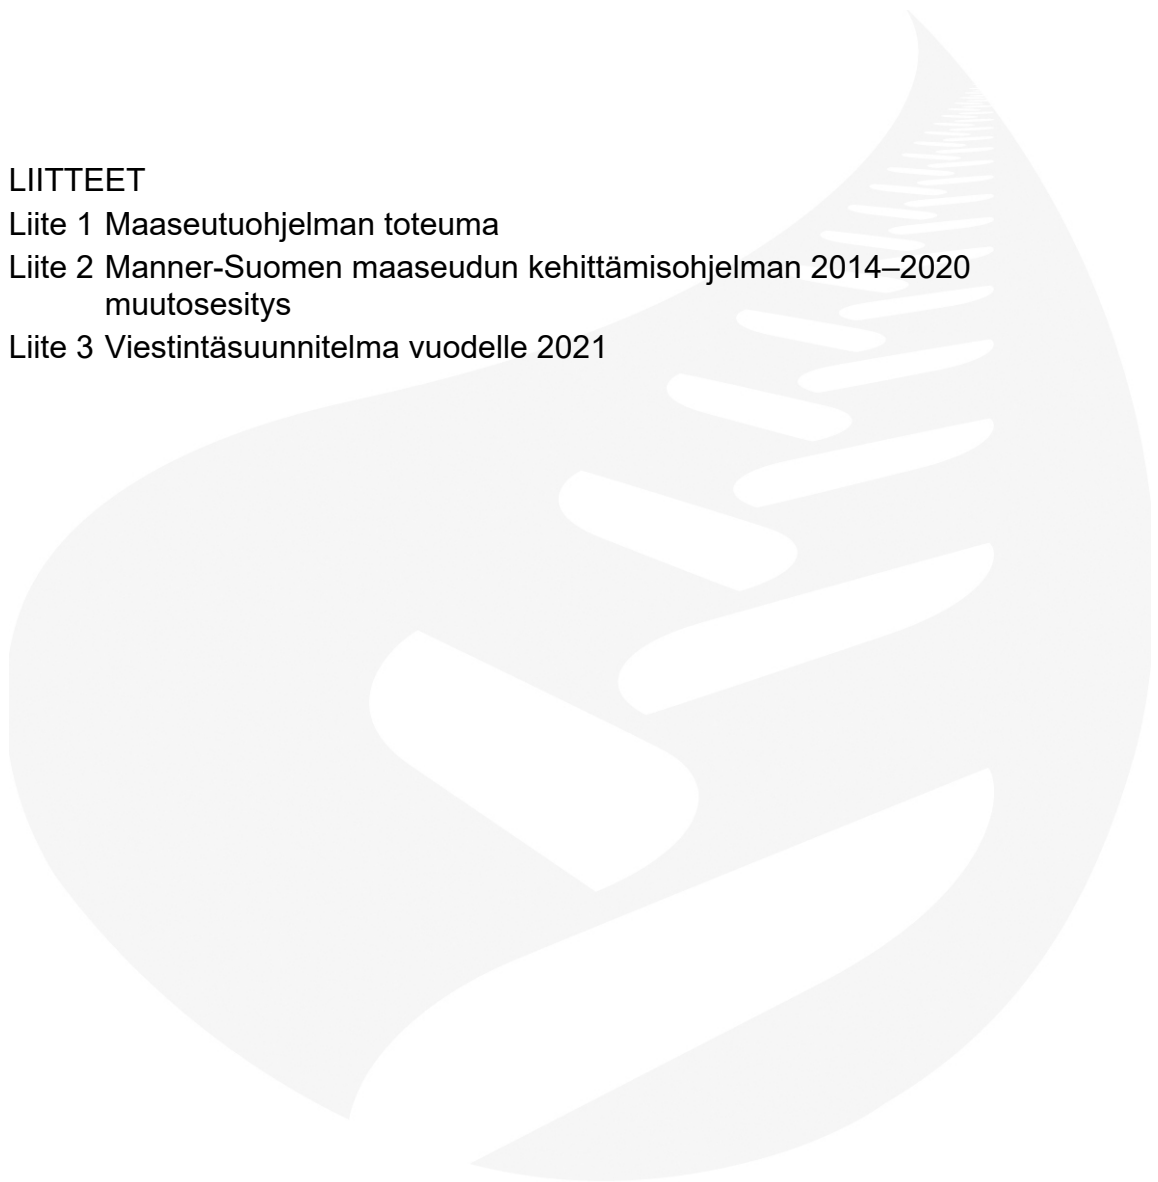 LIITTEET
Liite 1 Maaseutuohjelman toteuma
Liite 2 Manner-Suomen maaseudun kehittämisohjelman 2014–2020
muutosesitys
Liite 3 Viestintäsuunnitelma vuodelle 2021